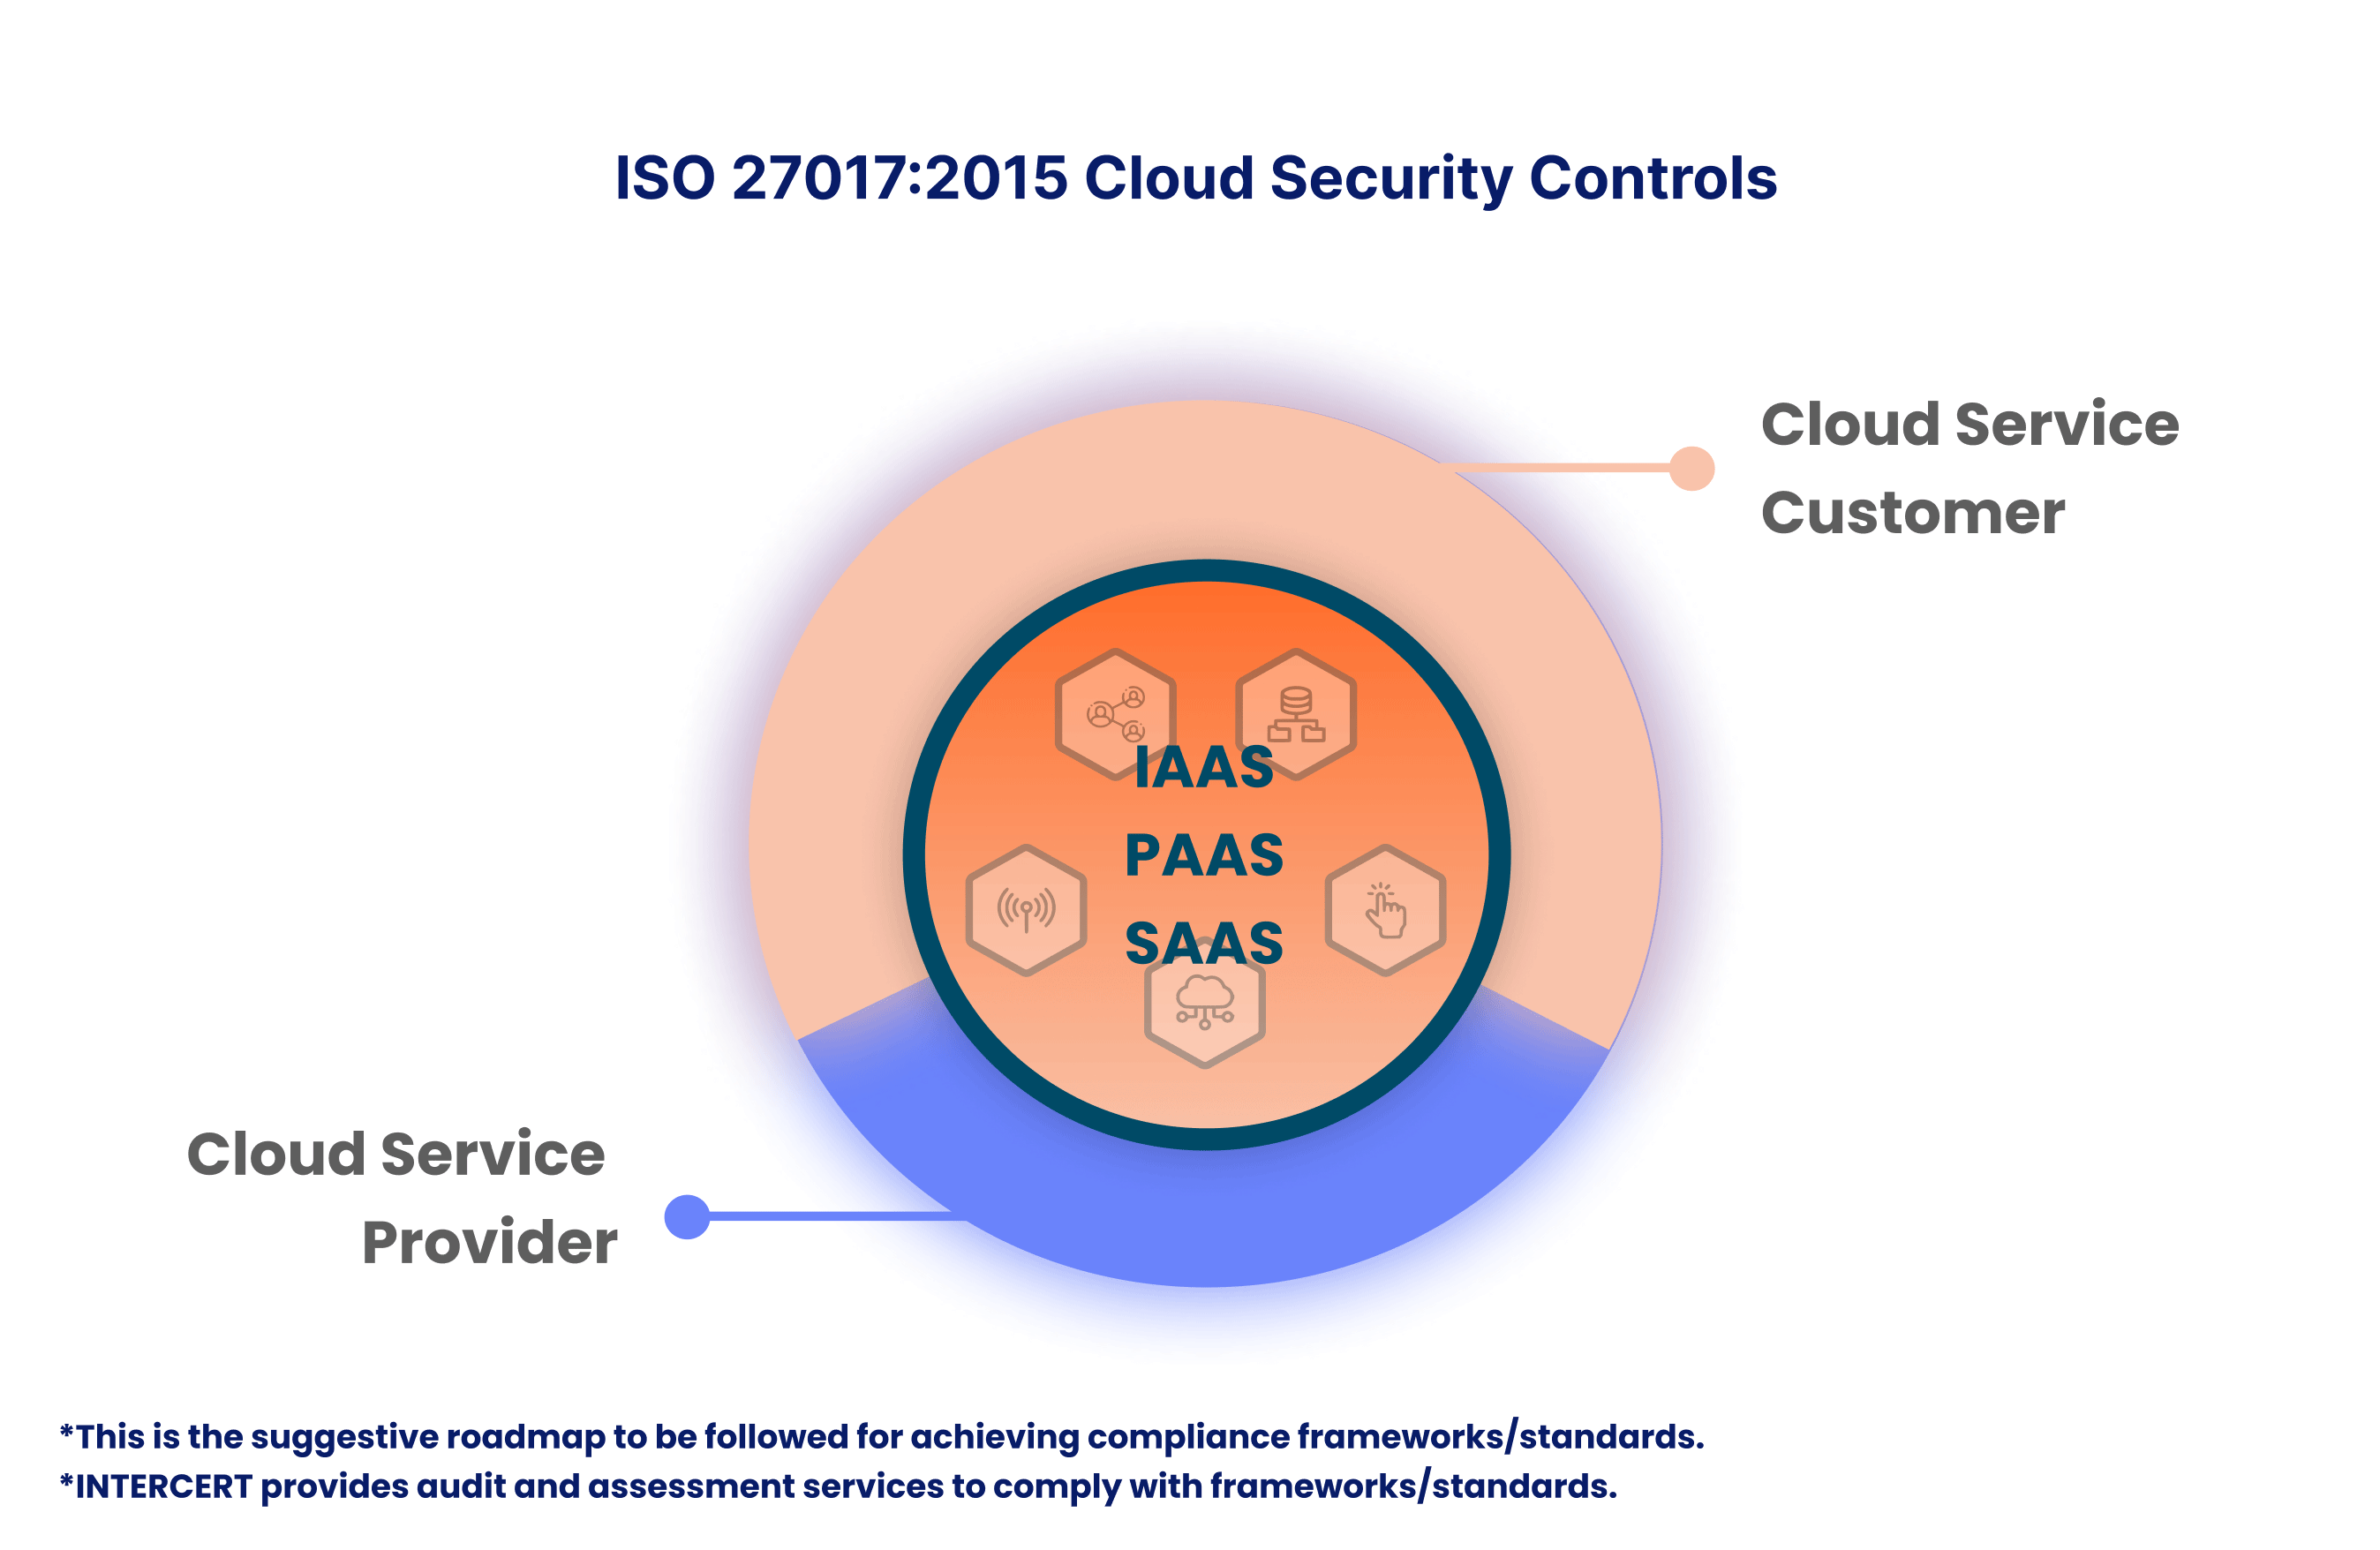 ISO 27017:2015 Cloud Security Controls
Cloud Service
Customer
IAAS
PAAS
SAAS
Cloud Service
Provider
*This is the suggestive roadmap to be followed for achieving compliance frameworks/standards.
*INTERCERT provides audit and assessment services to comply with frameworks/standards.